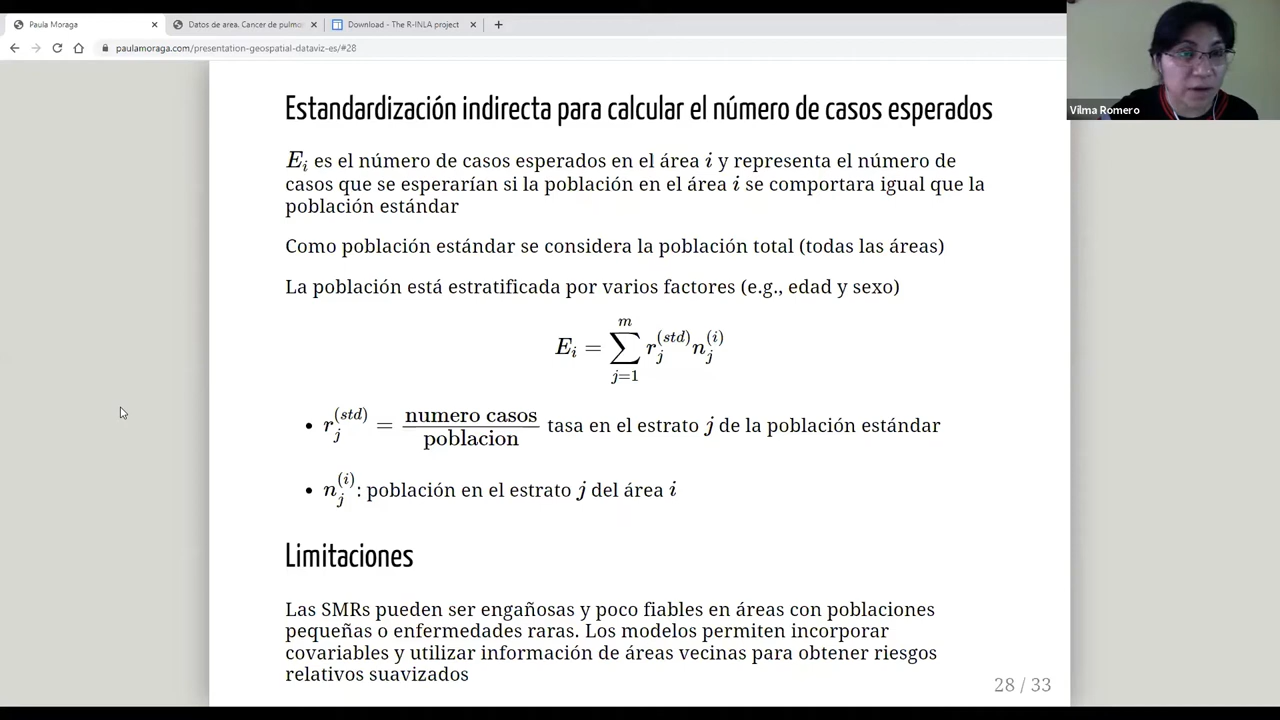 Paula Moraga
Datos de area. Cancer de pulmo
Download - The R-INLA project
paulamoraga.com/presentation-geospatial-dataviz-es/#28
Vilma Romero
Estandardización indirecta para calcular el número de casos esperados
E_i es el número de casos esperados en el área i y representa el número de
casos que se esperarían si la población en el área i se comportara igual que la
población estándar
Como población estándar se considera la población total (todas las áreas)
La población está estratificada por varios factores (e.g., edad y sexo)
E_i = \sum_{j=1}^{m} r_j^{(std)} n_j^{(i)}
• r_j^{(std)} = \frac{numero casos}{poblacion} tasa en el estrato j de la población estándar
• n_j^{(i)}: población en el estrato j del área i
Limitaciones
Las SMRs pueden ser engañosas y poco fiables en áreas con poblaciones
pequeñas o enfermedades raras. Los modelos permiten incorporar
covariables y utilizar información de áreas vecinas para obtener riesgos
relativos suavizados
28 / 33